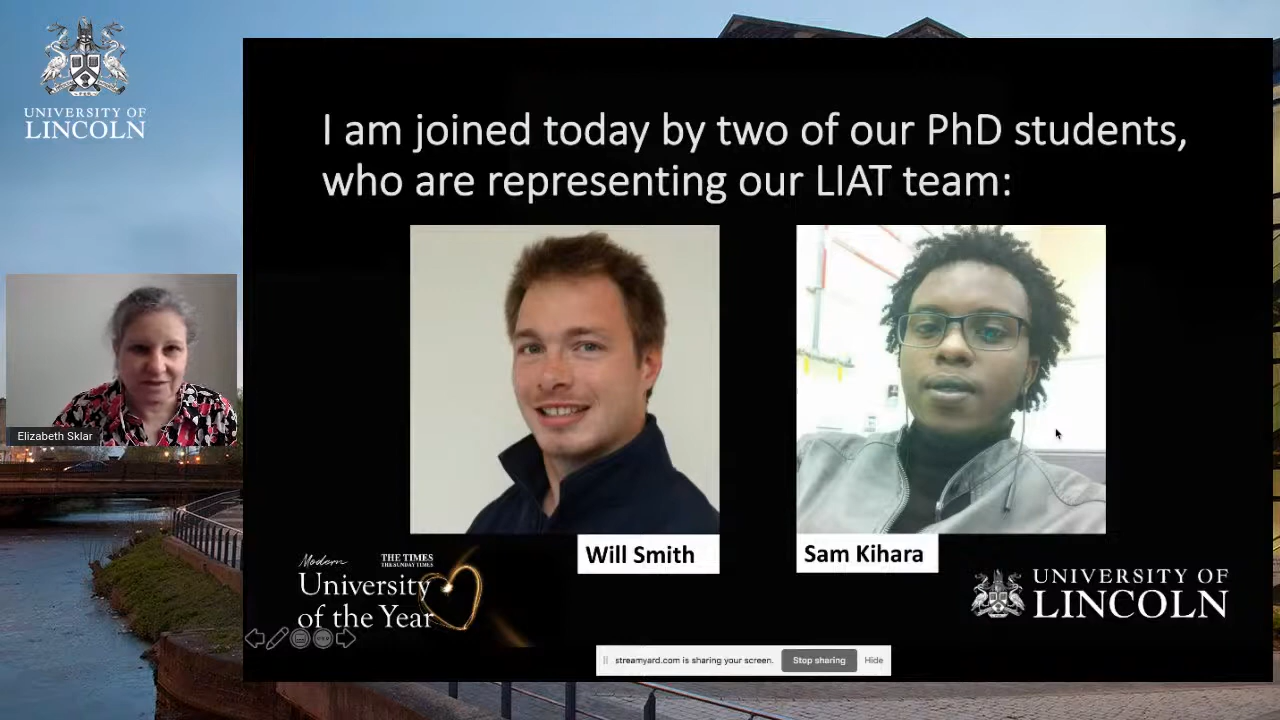 UNIVERSITY OF
LINCOLN
I am joined today by two of our PhD students,
who are representing our LIAT team:
Elizabeth Sklar
Will Smith
Sam Kihara
Modern
THE TIMES
THE SUNDAY TIMES
University
of the Year
UNIVERSITY OF
LINCOLN
streamyard.com is sharing your screen.
Stop sharing
Hide